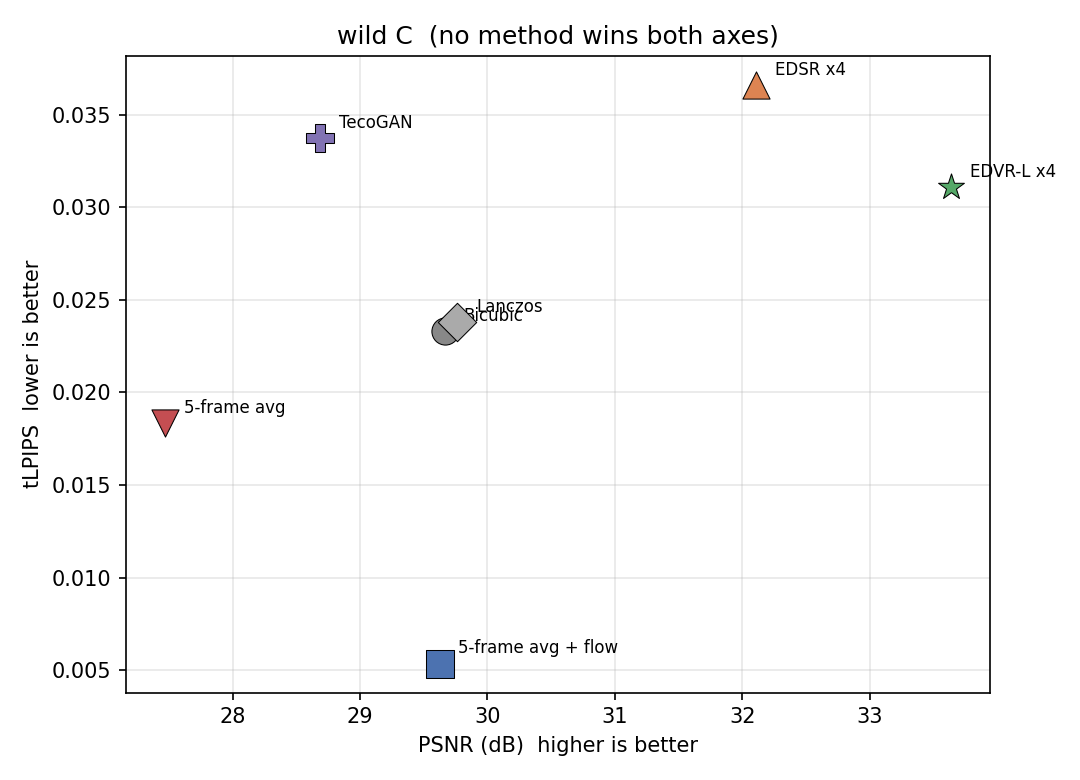 wild C  (no method wins both axes)
EDSR x4
TecoGAN
EDVR-L x4
Lanczos
Bicubic
5-frame avg
5-frame avg + flow
tLPIPS  lower is better
0.035
0.030
0.025
0.020
0.015
0.010
0.005
28 29 30 31 32 33
PSNR (dB)  higher is better